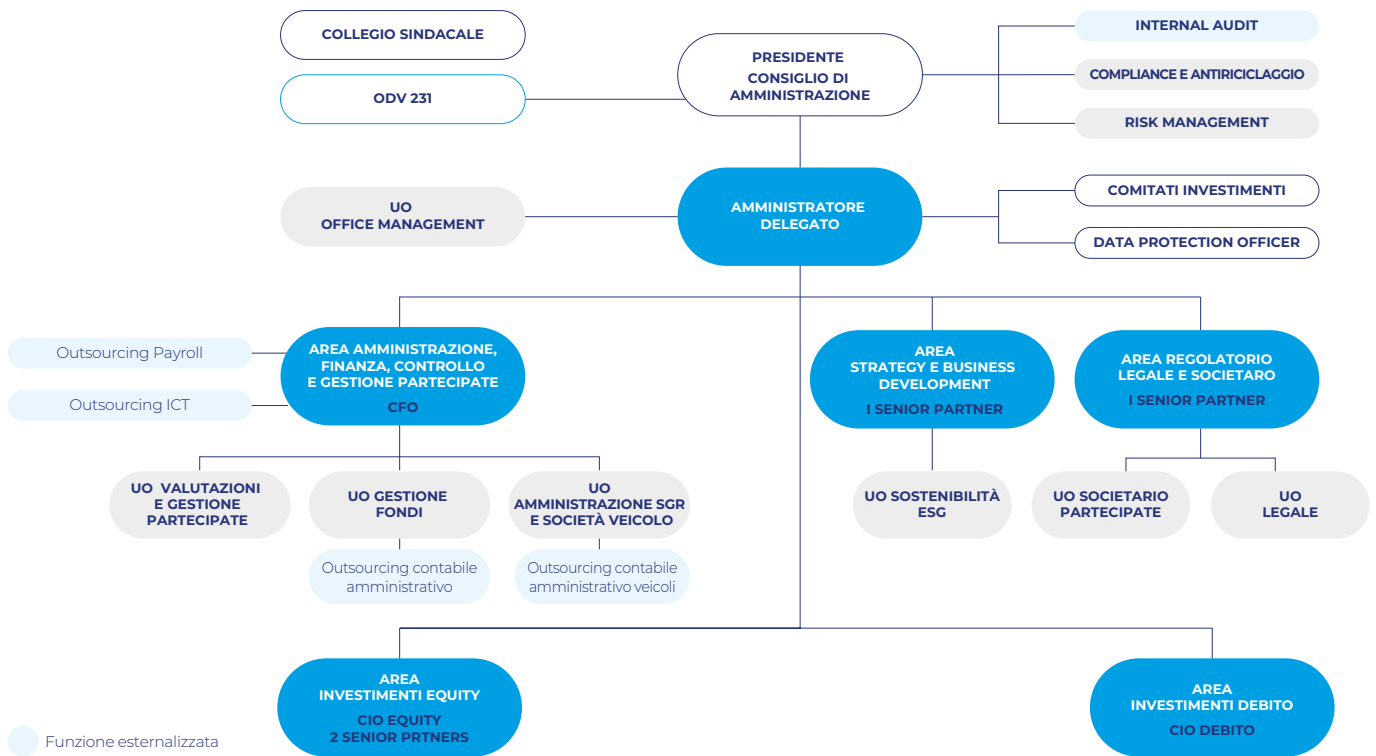 COLLEGIO SINDACALE
ODV 231
PRESIDENTE
CONSIGLIO DI
AMMINISTRAZIONE
INTERNAL AUDIT
COMPLIANCE E ANTIRICICLAGGIO
RISK MANAGEMENT
UO
OFFICE MANAGEMENT
AMMINISTRATORE
DELEGATO
COMITATI INVESTIMENTI
DATA PROTECTION OFFICER
Outsourcing Payroll
Outsourcing ICT
AREA AMMINISTRAZIONE,
FINANZA, CONTROLLO
E GESTIONE PARTECIPATE
CFO
AREA
STRATEGY E BUSINESS
DEVELOPMENT
I SENIOR PARTNER
AREA REGOLATORIO
LEGALE E SOCIETARO
I SENIOR PARTNER
UO VALUTAZIONI
E GESTIONE
PARTECIPATE
UO GESTIONE
FONDI
UO
AMMINISTRAZIONE SGR
E SOCIETÀ VEICOLO
UO SOSTENIBILITÀ
ESG
UO SOCIETARIO
PARTECIPATE
UO
LEGALE
Outsourcing contabile
amministrativo
Outsourcing contabile
amministrativo veicoli
AREA
INVESTIMENTI EQUITY
CIO EQUITY
2 SENIOR PRTNERS
AREA
INVESTIMENTI DEBITO
CIO DEBITO
Funzione esternalizzata